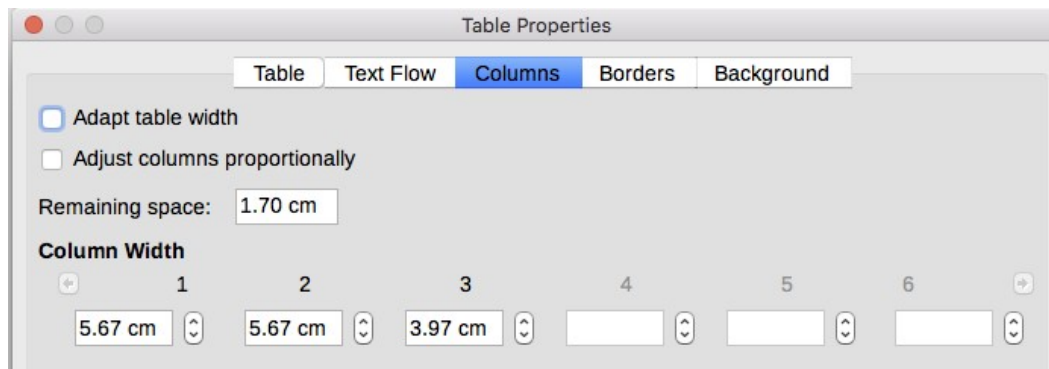 Table Properties
Table Text Flow Columns Borders Background
Adapt table width
Adjust columns proportionally
Remaining space: 1.70 cm
Column Width
1 2 3 4 5 6
5.67 cm 5.67 cm 3.97 cm